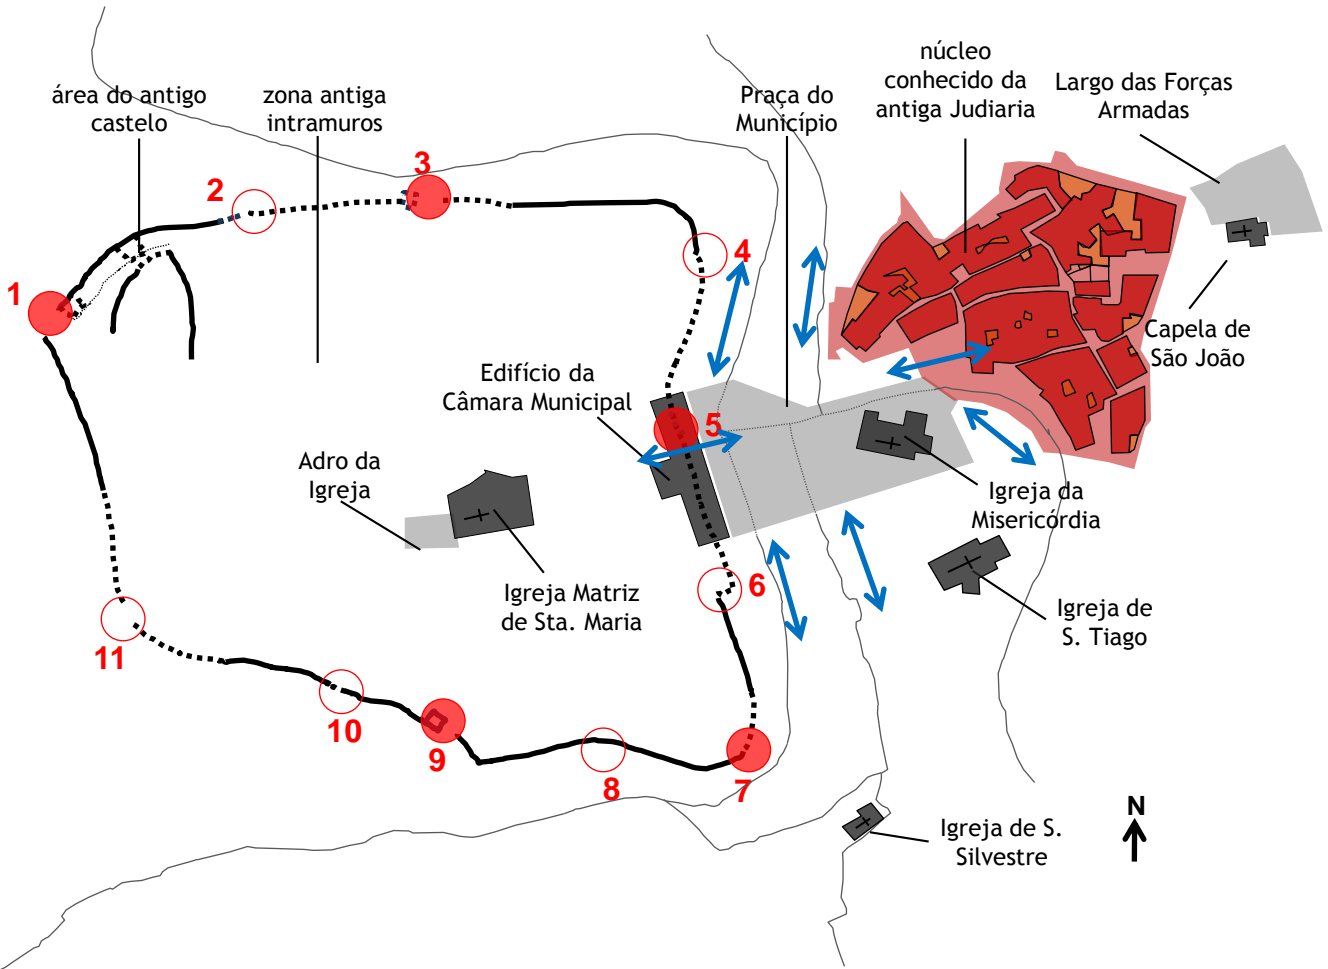 área do antigo
castelo
zona antiga
intramuros
Praça do
Município
núcleo
conhecido da
antiga Judiaria
Largo das Forças
Armadas
1
2
3
4
Capela de
São João
Edifício da
Câmara Municipal
5
Adro da
Igreja
Igreja da
Misericórdia
Igreja Matriz
de Sta. Maria
6
Igreja de
S. Tiago
11
10
9
8
7
N
Igreja de S.
Silvestre